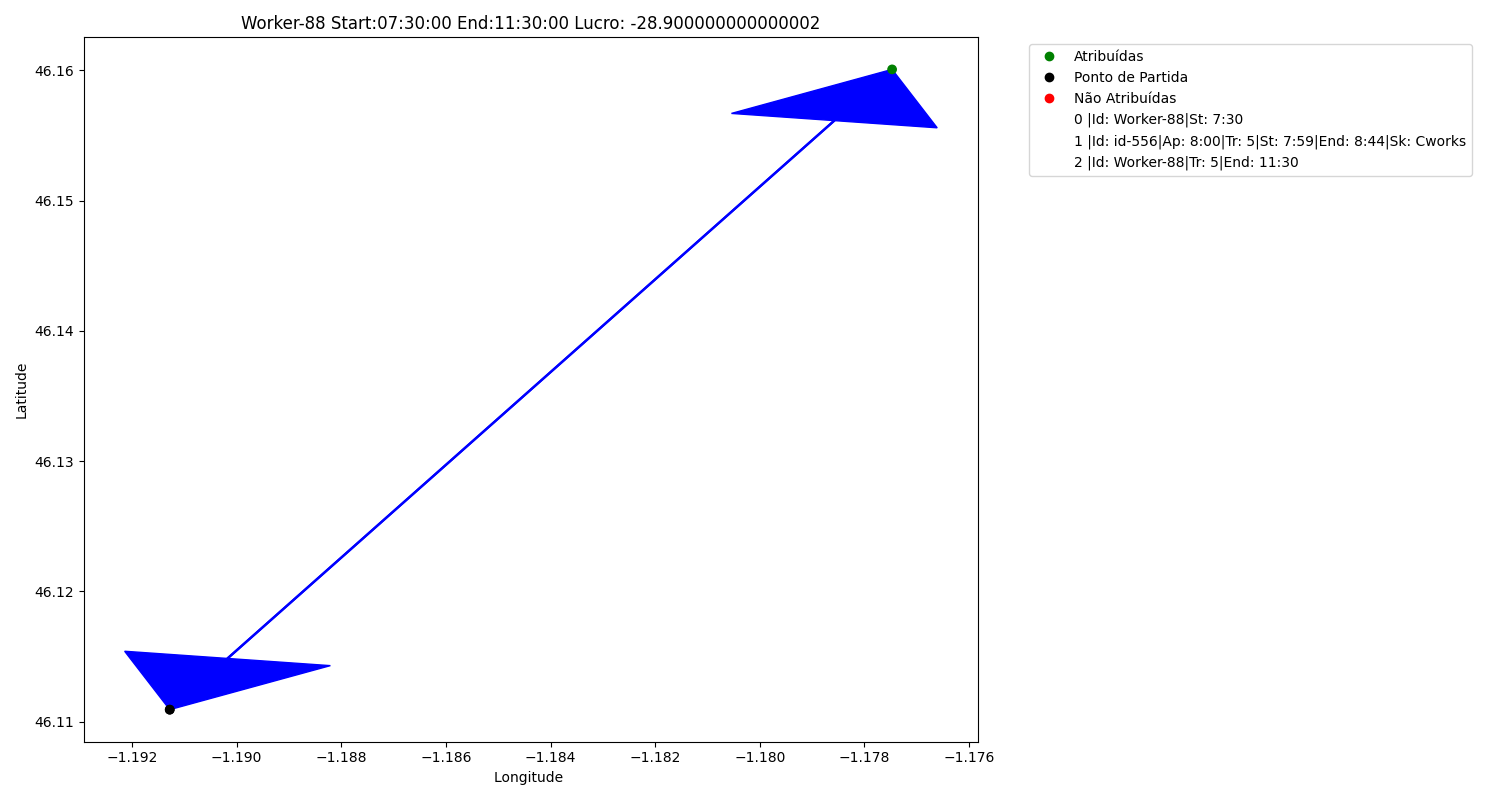 Worker-88 Start:07:30:00 End:11:30:00 Lucro: -28.900000000000002
46.16
46.15
46.14
46.13
46.12
46.11
Latitude
−1.192
−1.190
−1.188
−1.186
−1.184
−1.182
−1.180
−1.178
−1.176
Longitude
Atribuídas
Ponto de Partida
Não Atribuídas
0 |Id: Worker-88|St: 7:30
1 |Id: id-556|Ap: 8:00|Tr: 5|St: 7:59|End: 8:44|Sk: Cworks
2 |Id: Worker-88|Tr: 5|End: 11:30